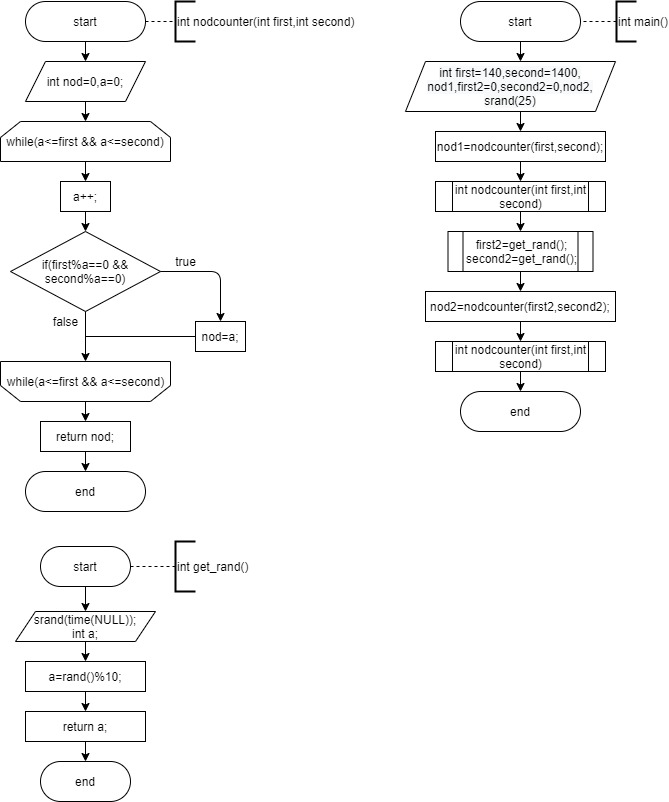 start
int nodcounter(int first,int second)
int nod=0,a=0;
while(a<=first && a<=second)
a++;
if(first%a==0 &&
second%a==0)
true
false
nod=a;
while(a<=first && a<=second)
return nod;
end
start
int main()
int first=140,second=1400,
nod1,first2=0,second2=0,nod2,
srand(25)
nod1=nodcounter(first,second);
int nodcounter(int first,int
second)
first2=get_rand();
second2=get_rand();
nod2=nodcounter(first2,second2);
int nodcounter(int first,int
second)
end
start
int get_rand()
srand(time(NULL));
int a;
a=rand()%10;
return a;
end